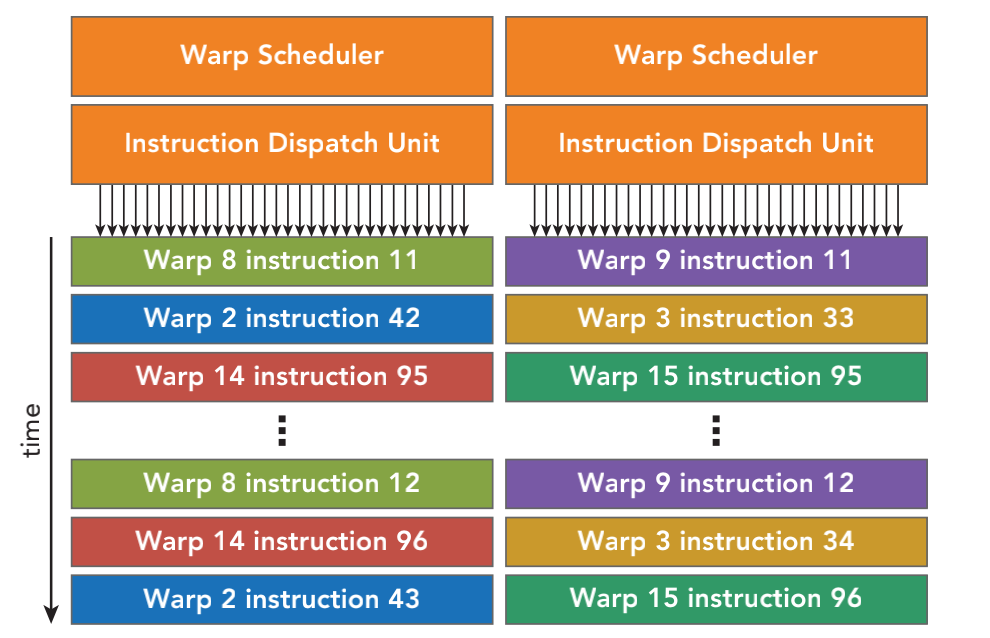 Warp Scheduler
Warp Scheduler
Instruction Dispatch Unit
Instruction Dispatch Unit
Warp 8 instruction 11
Warp 9 instruction 11
Warp 2 instruction 42
Warp 3 instruction 33
Warp 14 instruction 95
Warp 15 instruction 95
time
Warp 8 instruction 12
Warp 9 instruction 12
Warp 14 instruction 96
Warp 3 instruction 34
Warp 2 instruction 43
Warp 15 instruction 96